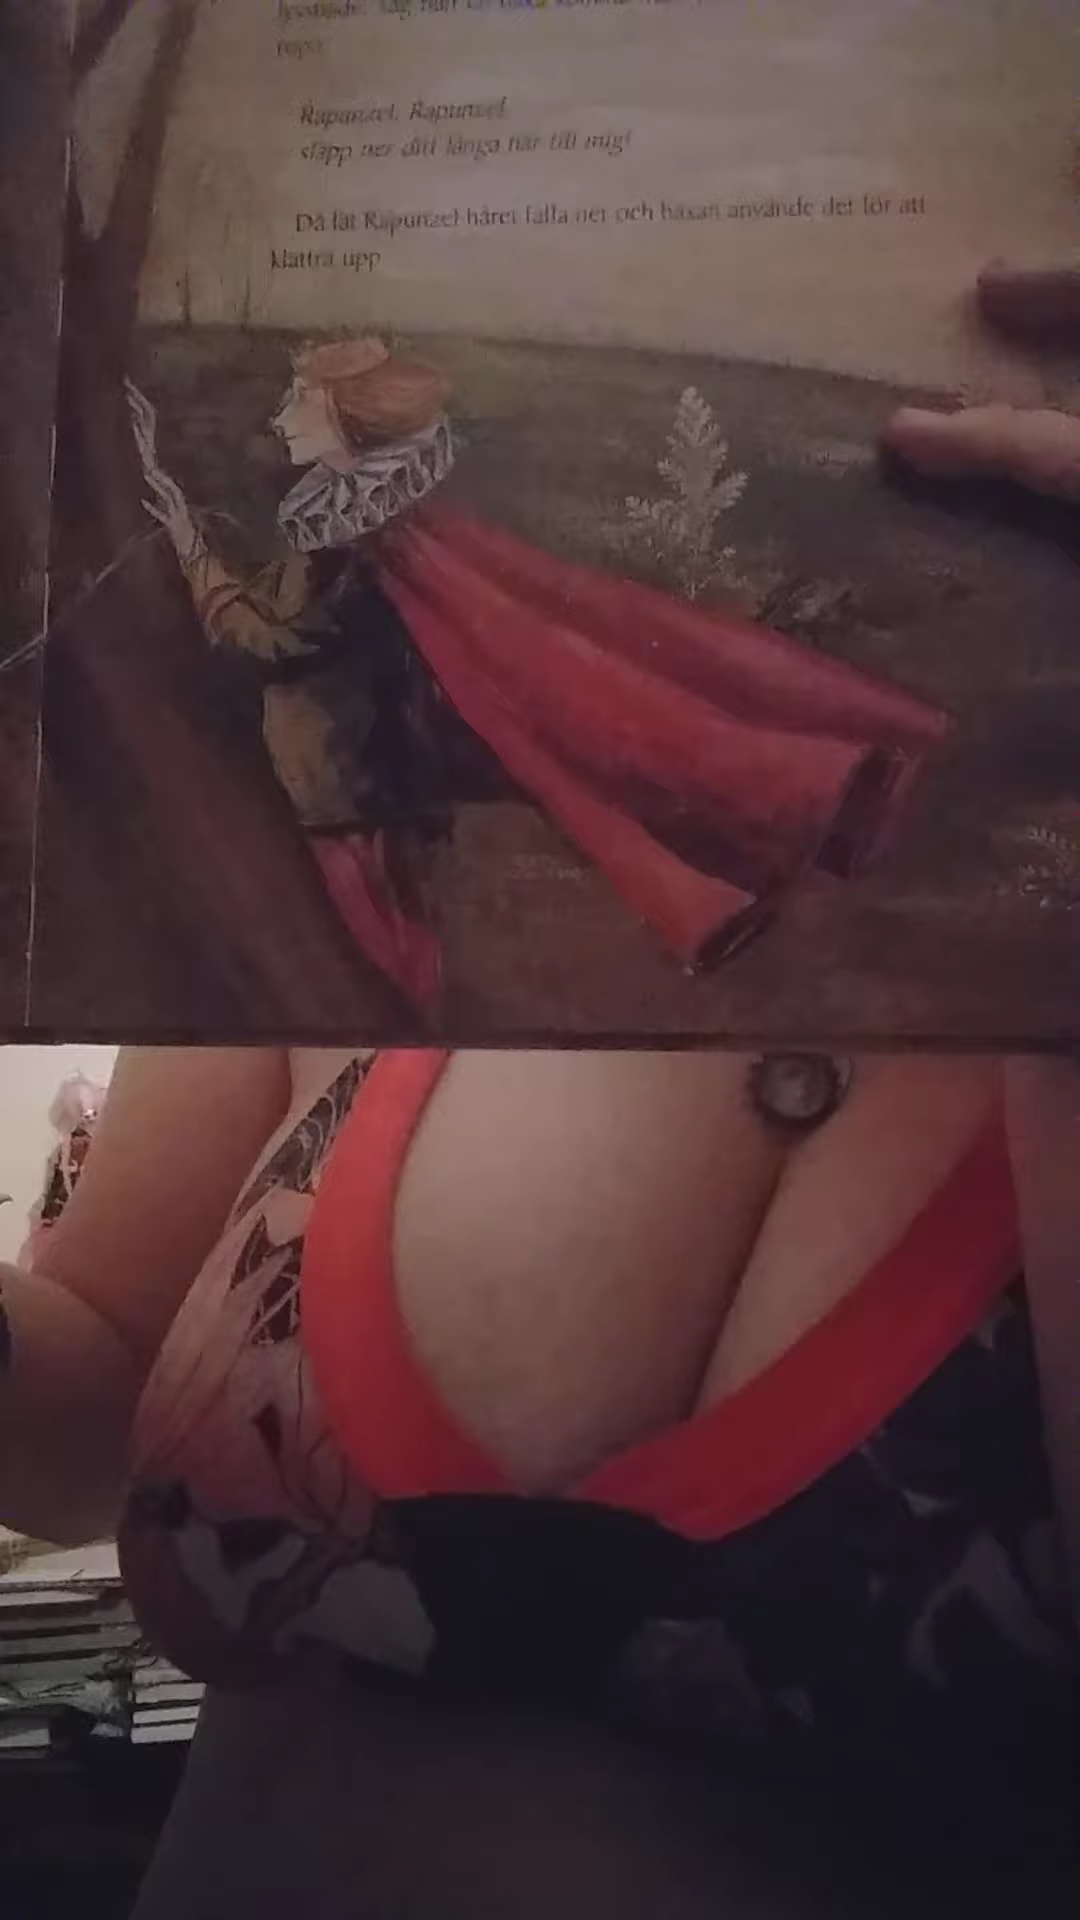 Rapunzel, Rapunzel
släpp ner ditt långa hår till mig!
Då lät Rapunzel håret falla ner och häxan använde det för att
klättra upp